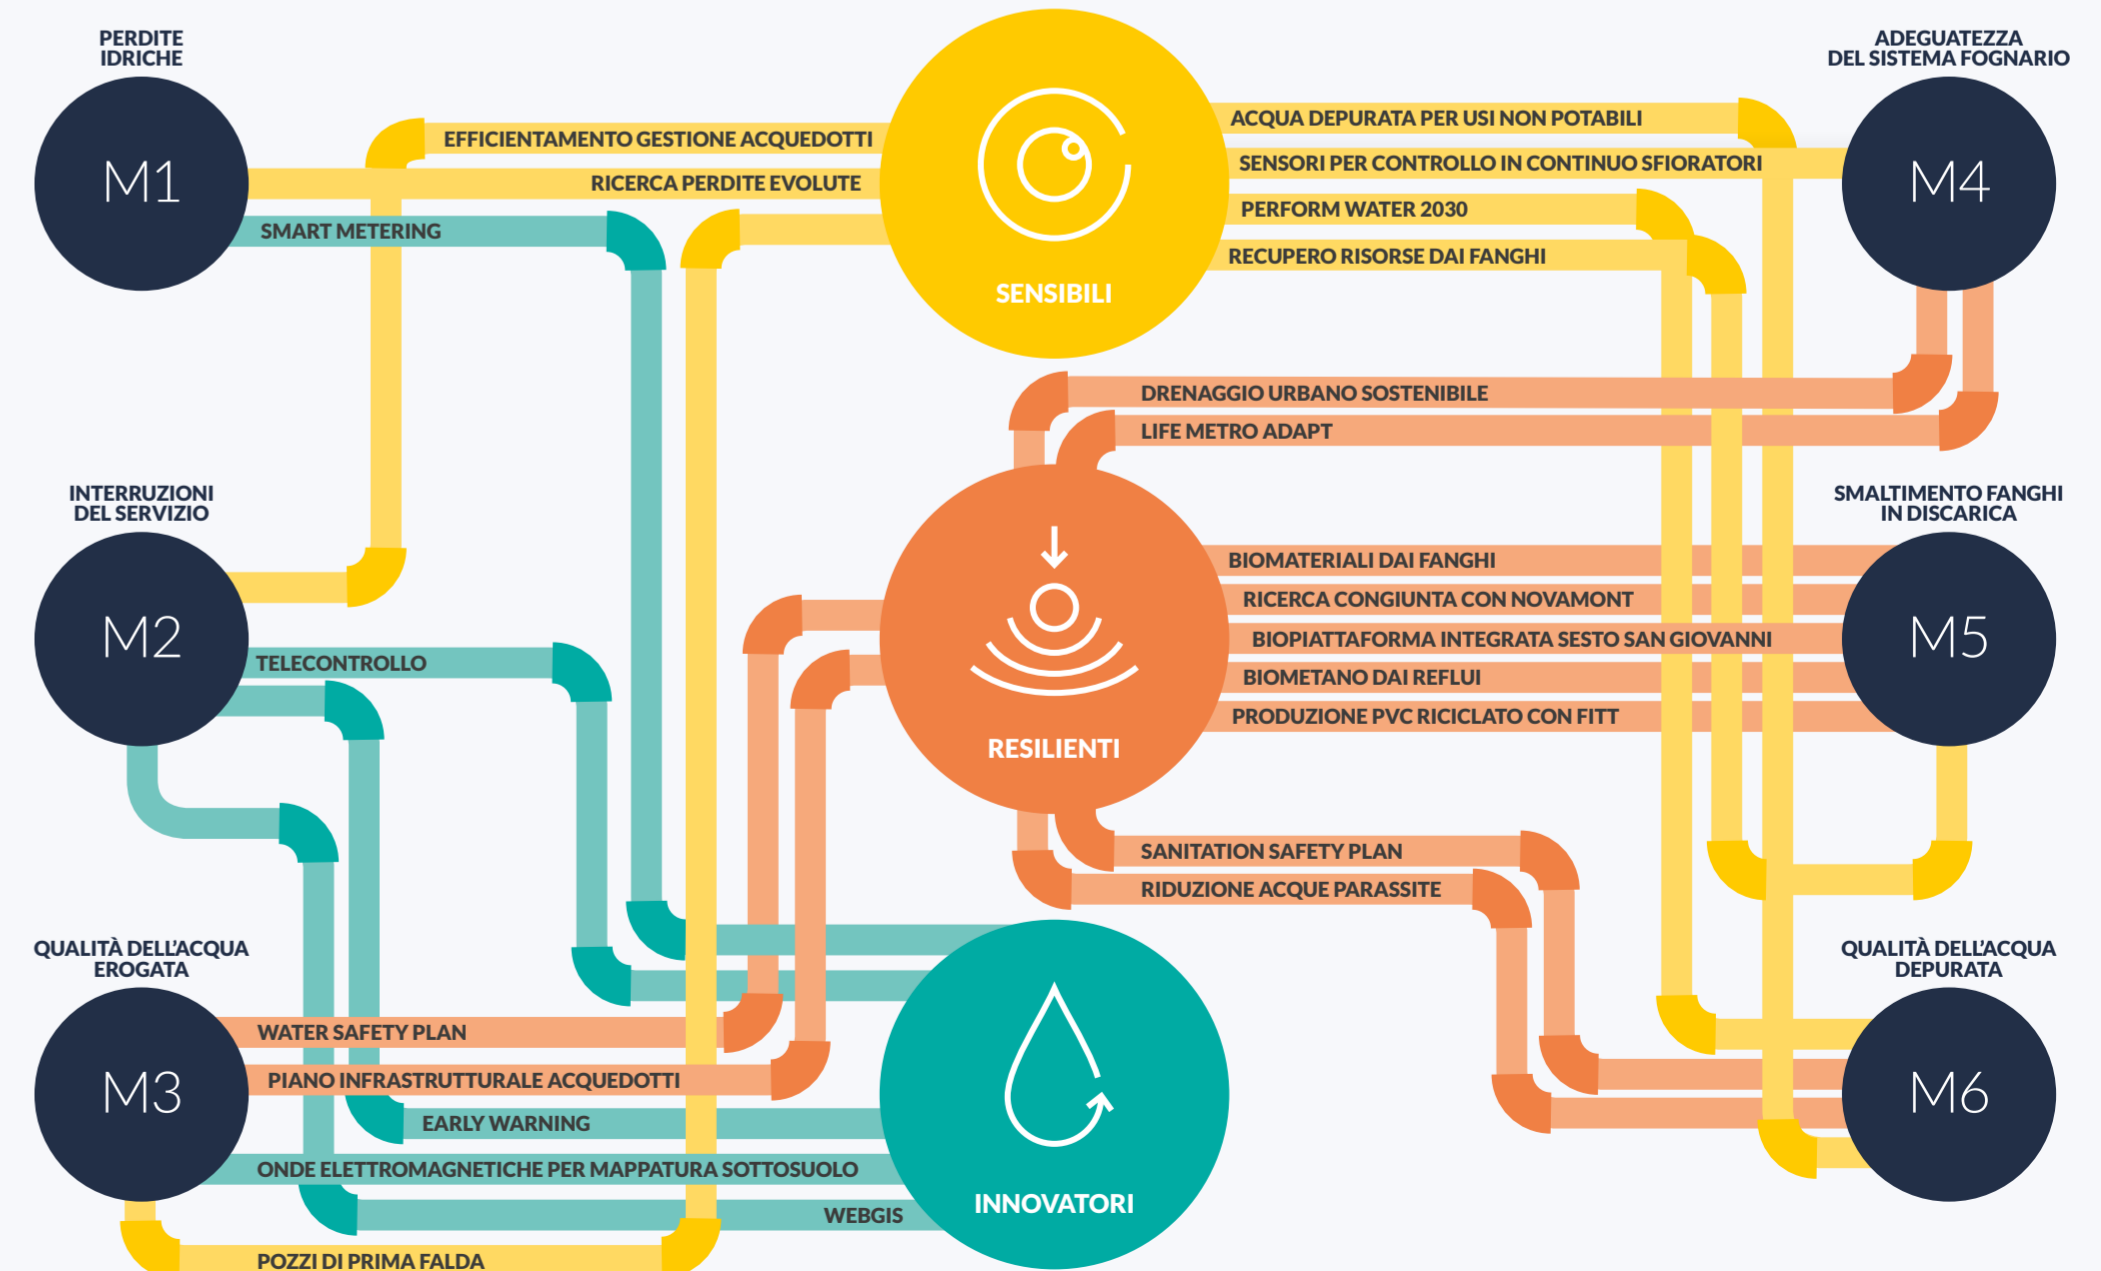 PERDITE
IDRICHE
M1
EFFICIENTAMENTO GESTIONE ACQUEDOTTI
RICERCA PERDITE EVOLUTE
SMART METERING
SENSIBILI
ACQUA DEPURATA PER USI NON POTABILI
SENSORI PER CONTROLLO IN CONTINUO SFIORATORI
PERFORM WATER 2030
RECUPERO RISORSE DAI FANGHI
ADEGUATEZZA
DEL SISTEMA FOGNARIO
M4
DRENAGGIO URBANO SOSTENIBILE
LIFE METRO ADAPT
INTERRUZIONI
DEL SERVIZIO
M2
TELECONTROLLO
RESILIENTI
BIOMATERIALI DAI FANGHI
RICERCA CONGIUNTA CON NOVAMONT
BIOPIATTAFORMA INTEGRATA SESTO SAN GIOVANNI
BIOMETANO DAI REFLUI
PRODUZIONE PVC RICICLATO CON FITT
SMALTIMENTO FANGHI
IN DISCARICA
M5
SANITATION SAFETY PLAN
RIDUZIONE ACQUE PARASSITE
QUALITÀ DELL'ACQUA
EROGATA
M3
WATER SAFETY PLAN
PIANO INFRASTRUTTURALE ACQUEDOTTI
EARLY WARNING
ONDE ELETTROMAGNETICHE PER MAPPATURA SOTTOSUOLO
WEBGIS
POZZI DI PRIMA FALDA
INNOVATORI
QUALITÀ DELL'ACQUA
DEPURATA
M6